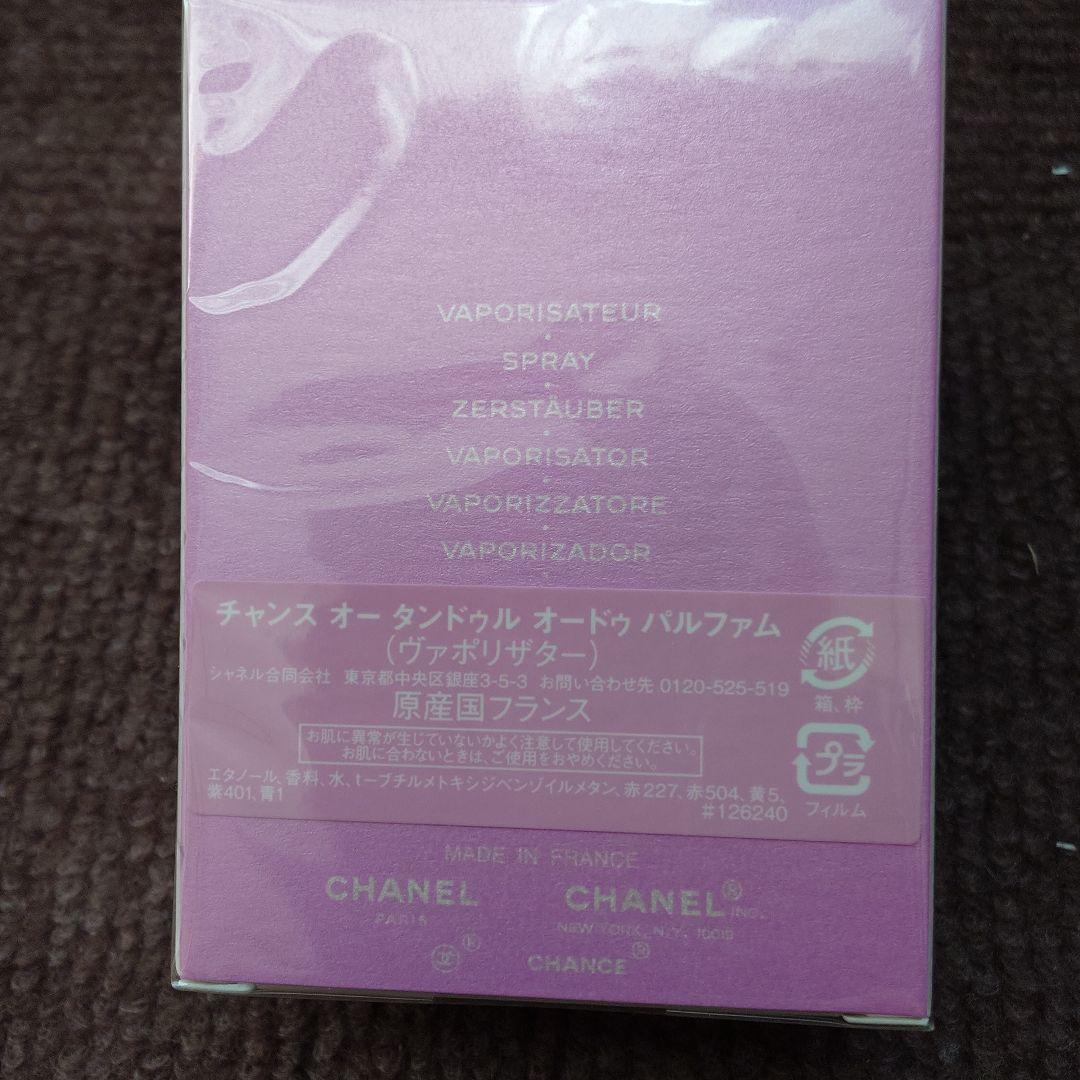 VAPORISATEUR
SPRAY
ZERSTÄUBER
VAPORISATOR
VAPORIZZATORE
VAPORIZADOR
チャンス オー タンドゥル オードゥ パルファム
(ヴァポリザター)
シャネル合同会社 東京都中央区銀座3-5-3 お問い合わせ先 0120-525-519
原産国フランス
お肌に異常が生じていないかよく注意して使用してください。
お肌に合わないときは、ご使用をおやめください。
エタノール、香料、水、t-ブチルメトキシジベンゾイルメタン、赤227、赤504、黄5、
紫401、青1
#126240
紙
箱、枠
プラ
フィルム
MADE IN FRANCE
CHANEL
PARIS
CHANEL® INC.
NEW YORK, N.Y. 10019
®
CHANCE®